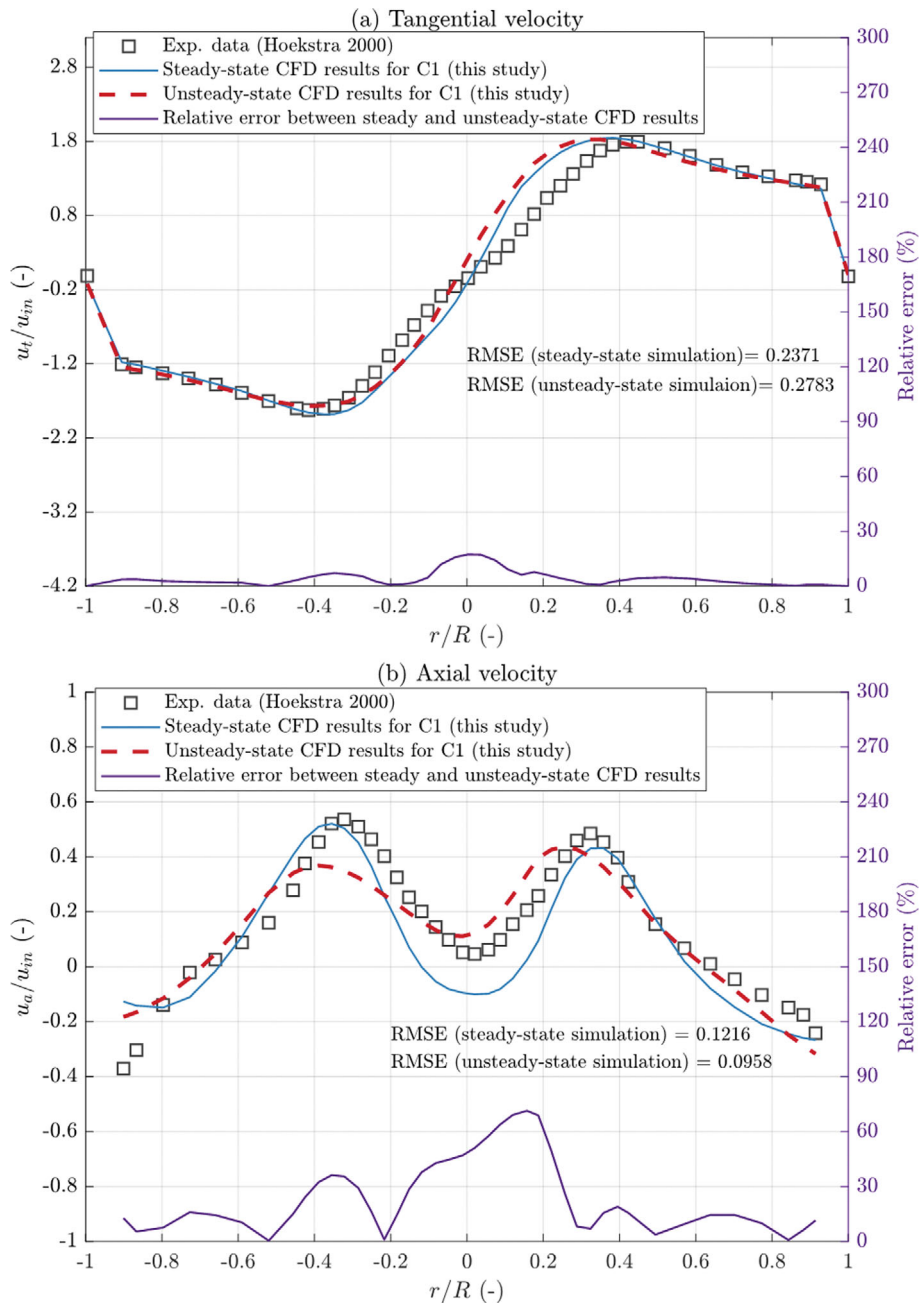 (a) Tangential velocity
Exp. data (Hoekstra 2000)
Steady-state CFD results for C1 (this study)
Unsteady-state CFD results for C1 (this study)
Relative error between steady and unsteady-state CFD results
2.8
1.8
0.8
-0.2
-1.2
-2.2
-3.2
-4.2
u_t/u_in (-)
300
270
240
210
180
150
120
90
60
30
0
Relative error (%)
RMSE (steady-state simulation)= 0.2371
RMSE (unsteady-state simulaion)= 0.2783
-1 -0.8 -0.6 -0.4 -0.2 0 0.2 0.4 0.6 0.8 1
r/R (-)
(b) Axial velocity
Exp. data (Hoekstra 2000)
Steady-state CFD results for C1 (this study)
Unsteady-state CFD results for C1 (this study)
Relative error between steady and unsteady-state CFD results
1
0.8
0.6
0.4
0.2
0
-0.2
-0.4
-0.6
-0.8
-1
u_a/u_in (-)
300
270
240
210
180
150
120
90
60
30
0
Relative error (%)
RMSE (steady-state simulation) = 0.1216
RMSE (unsteady-state simulation) = 0.0958
-1 -0.8 -0.6 -0.4 -0.2 0 0.2 0.4 0.6 0.8 1
r/R (-)